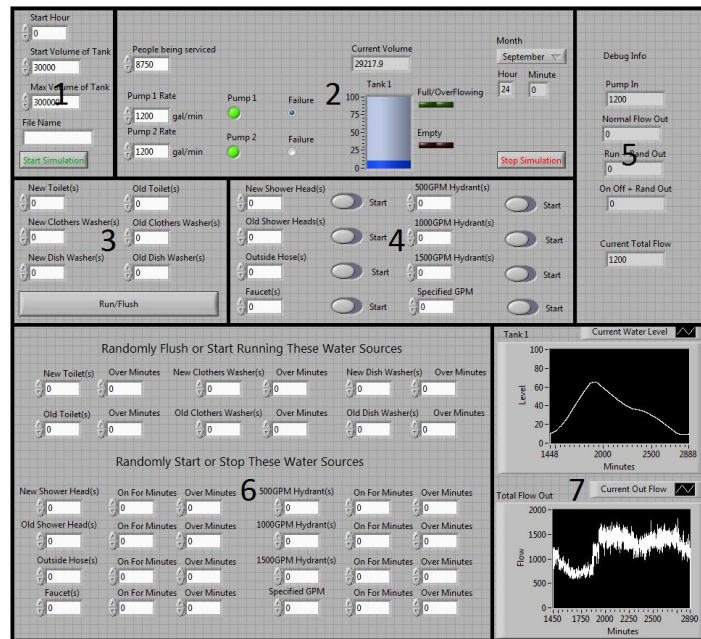 Start Hour
0
Start Volume of Tank
30000
Max Volume of Tank
300000
File Name
Start Simulation
1
People being serviced
8750
Pump 1 Rate
1200 gal/min
Pump 2 Rate
1200 gal/min
Pump 1
Failure
Pump 2
Failure
2
Current Volume
29217.9
Tank 1
100
75
50
25
0
Full/OverFlowing
Empty
Month
September
Hour
24
Minute
0
Stop Simulation
Debug Info
Pump In
1200
Normal Flow Out
0
Run + Rand Out
0
On Off + Rand Out
0
Current Total Flow
1200
5
New Toilet(s)
0
Old Toilet(s)
0
New Clothers Washer(s)
0
Old Clothers Washer(s)
0
New Dish Washer(s)
0
Old Dish Washer(s)
0
3
Run/Flush
New Shower Head(s)
0
Start
500GPM Hydrant(s)
0
Start
Old Shower Heads(s)
0
Start
1000GPM Hydrant(s)
0
Start
Outside Hose(s)
0
Start
1500GPM Hydrant(s)
0
Start
Faucet(s)
0
Start
Specified GPM
0
Start
4
Randomly Flush or Start Running These Water Sources
New Toilet(s) Over Minutes New Clothers Washer(s) Over Minutes New Dish Washer(s) Over Minutes
0 0 0 0 0 0
Old Toilet(s) Over Minutes Old Clothers Washer(s) Over Minutes Old Dish Washer(s) Over Minutes
0 0 0 0 0 0
Randomly Start or Stop These Water Sources
6
New Shower Head(s) On For Minutes Over Minutes 500GPM Hydrant(s) On For Minutes Over Minutes
0 0 0 0 0 0
Old Shower Head(s) On For Minutes Over Minutes 1000GPM Hydrant(s) On For Minutes Over Minutes
0 0 0 0 0 0
Outside Hose(s) On For Minutes Over Minutes 1500GPM Hydrant(s) On For Minutes Over Minutes
0 0 0 0 0 0
Faucet(s) On For Minutes Over Minutes Specified GPM On For Minutes Over Minutes
0 0 0 0 0 0
Tank 1
Current Water Level
100
80
60
40
20
0
Level
1448 2000 2500 2888
Minutes
7
Total Flow Out
Current Out Flow
2000
1500
1000
500
0
Flow
1450 1750 2000 2250 2500 2890
Minutes